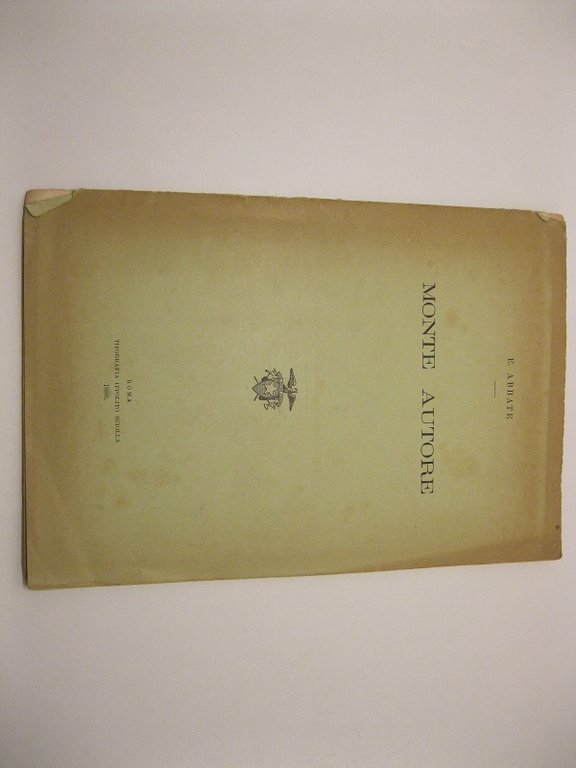 E. ABBATE
MONTE AUTORE
ROMA
TIPOGRAFIA IPPOLITO SCIOLLA
1888.